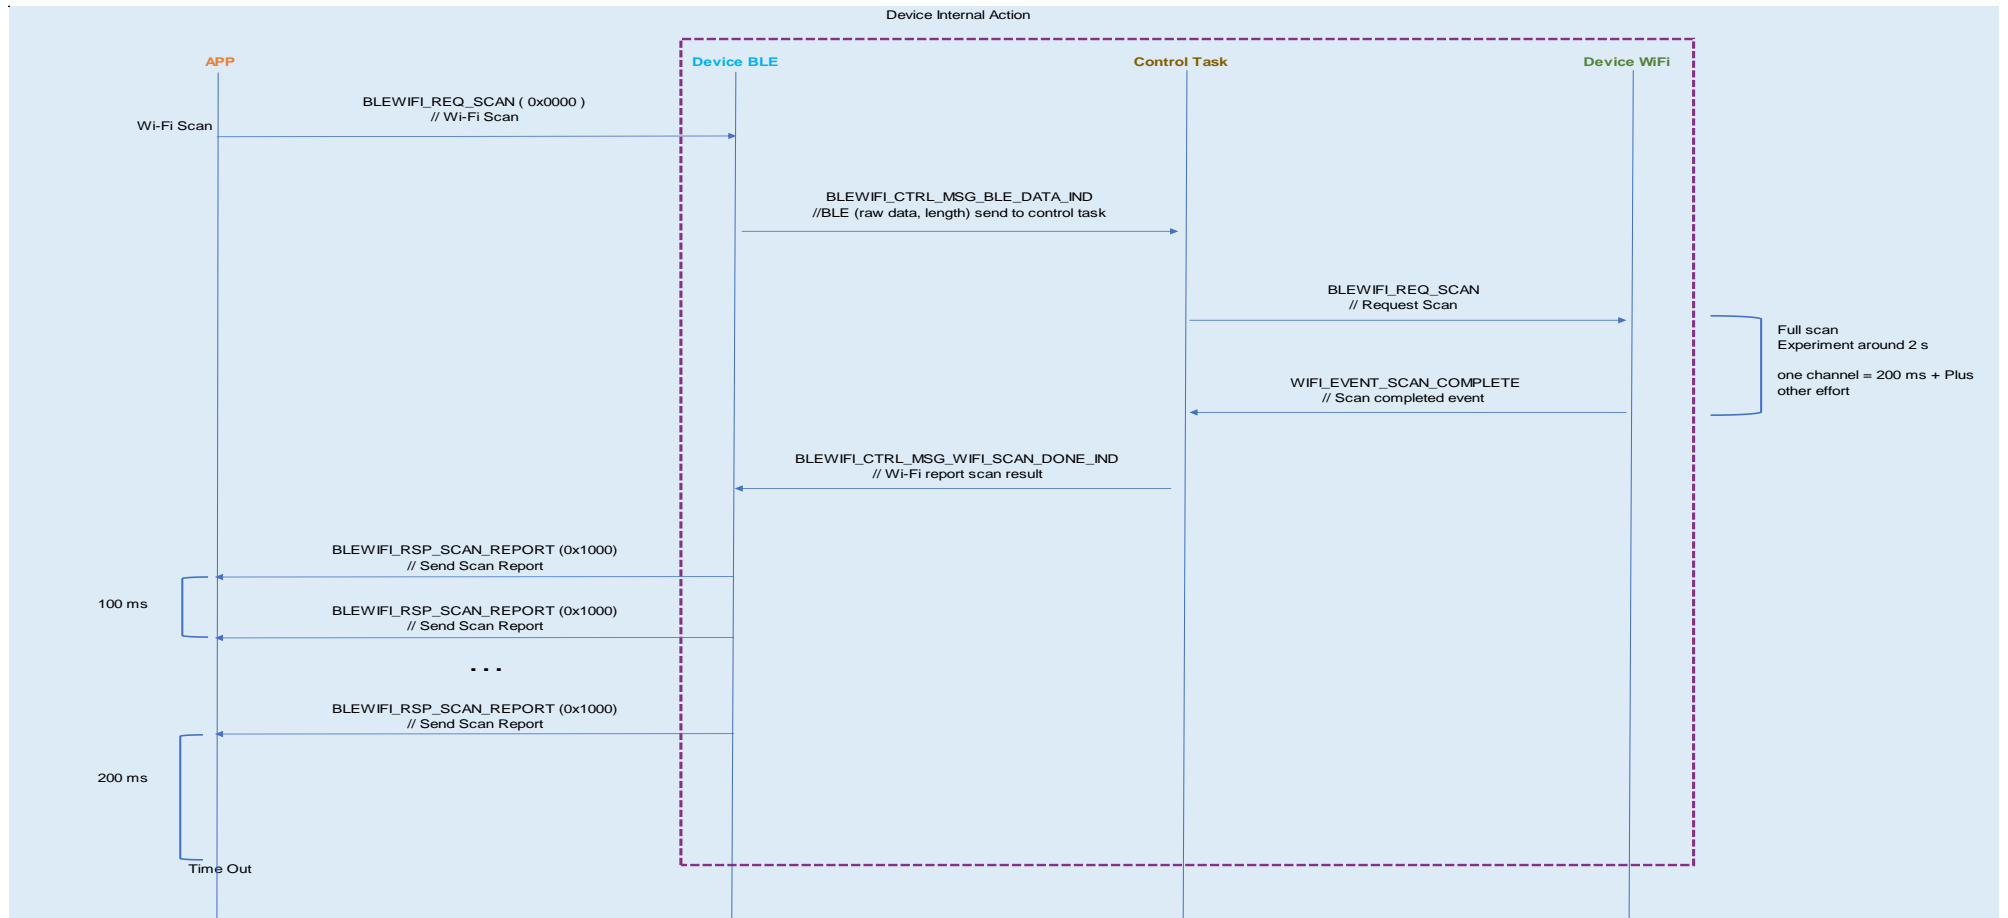 Device Internal Action
APP
Device BLE
Control Task
Device WiFi
BLEWIFI_REQ_SCAN ( 0x0000 )
// Wi-Fi Scan
Wi-Fi Scan
BLEWIFI_CTRL_MSG_BLE_DATA_IND
//BLE (raw data, length) send to control task
BLEWIFI_REQ_SCAN
// Request Scan
Full scan
Experiment around 2 s
one channel = 200 ms + Plus
other effort
WIFI_EVENT_SCAN_COMPLETE
// Scan completed event
BLEWIFI_CTRL_MSG_WIFI_SCAN_DONE_IND
// Wi-Fi report scan result
BLEWIFI_RSP_SCAN_REPORT (0x1000)
// Send Scan Report
100 ms
BLEWIFI_RSP_SCAN_REPORT (0x1000)
// Send Scan Report
...
BLEWIFI_RSP_SCAN_REPORT (0x1000)
// Send Scan Report
200 ms
Time Out